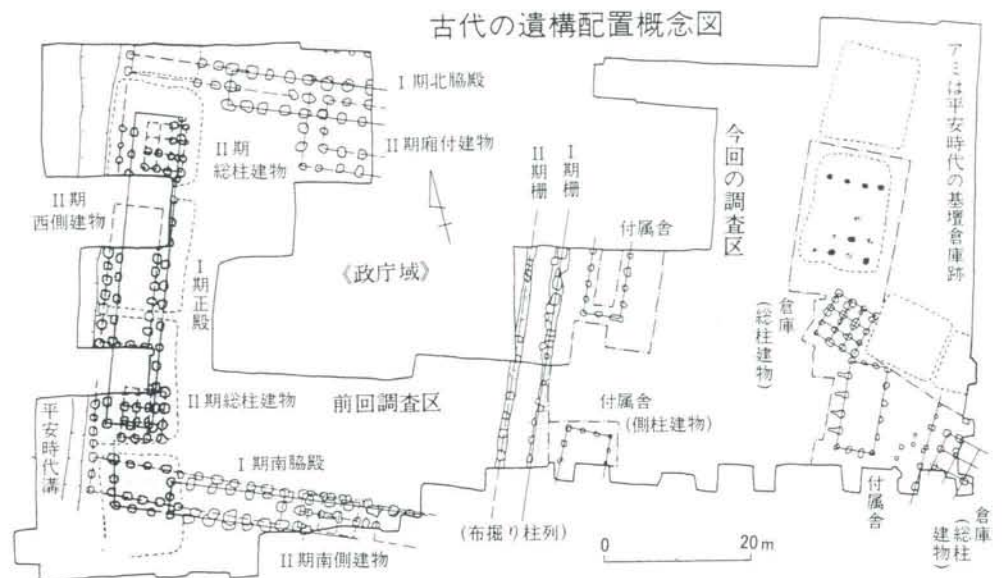 古代の遺構配置概念図
Ⅰ期北脇殿
Ⅱ期廂付建物
Ⅱ期
総柱建物
Ⅱ期
西側建物
Ⅰ期正殿
《政庁域》
Ⅱ期柵
Ⅰ期柵
付属舎
今回の調査区
アミは平安時代の基壇倉庫跡
倉庫
(総柱建物)
Ⅱ期総柱建物
前回調査区
付属舎
(側柱建物)
平安時代溝
Ⅰ期南脇殿
Ⅱ期南側建物
(布掘り柱列)
0
20m
付属舎
倉庫
(総柱
建物)